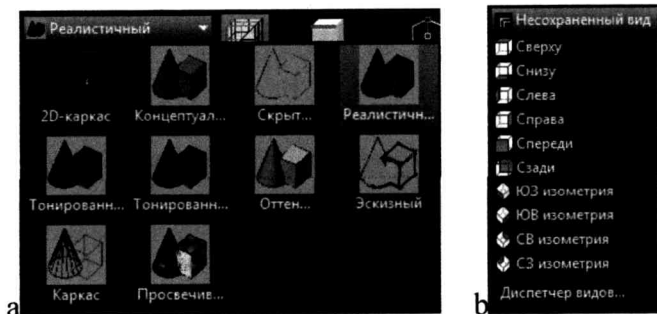 Реалистичный
2D-каркас Концептуал... Скрыт... Реалистичн...
Тонированн... Тонированн... Оттен... Эскизный
Каркас Просвечив...
a
Несохраненный вид
Сверху
Снизу
Слева
Справа
Спереди
Сзади
ЮЗ изометрия
ЮВ изометрия
СВ изометрия
СЗ изометрия
Диспетчер видов...
b